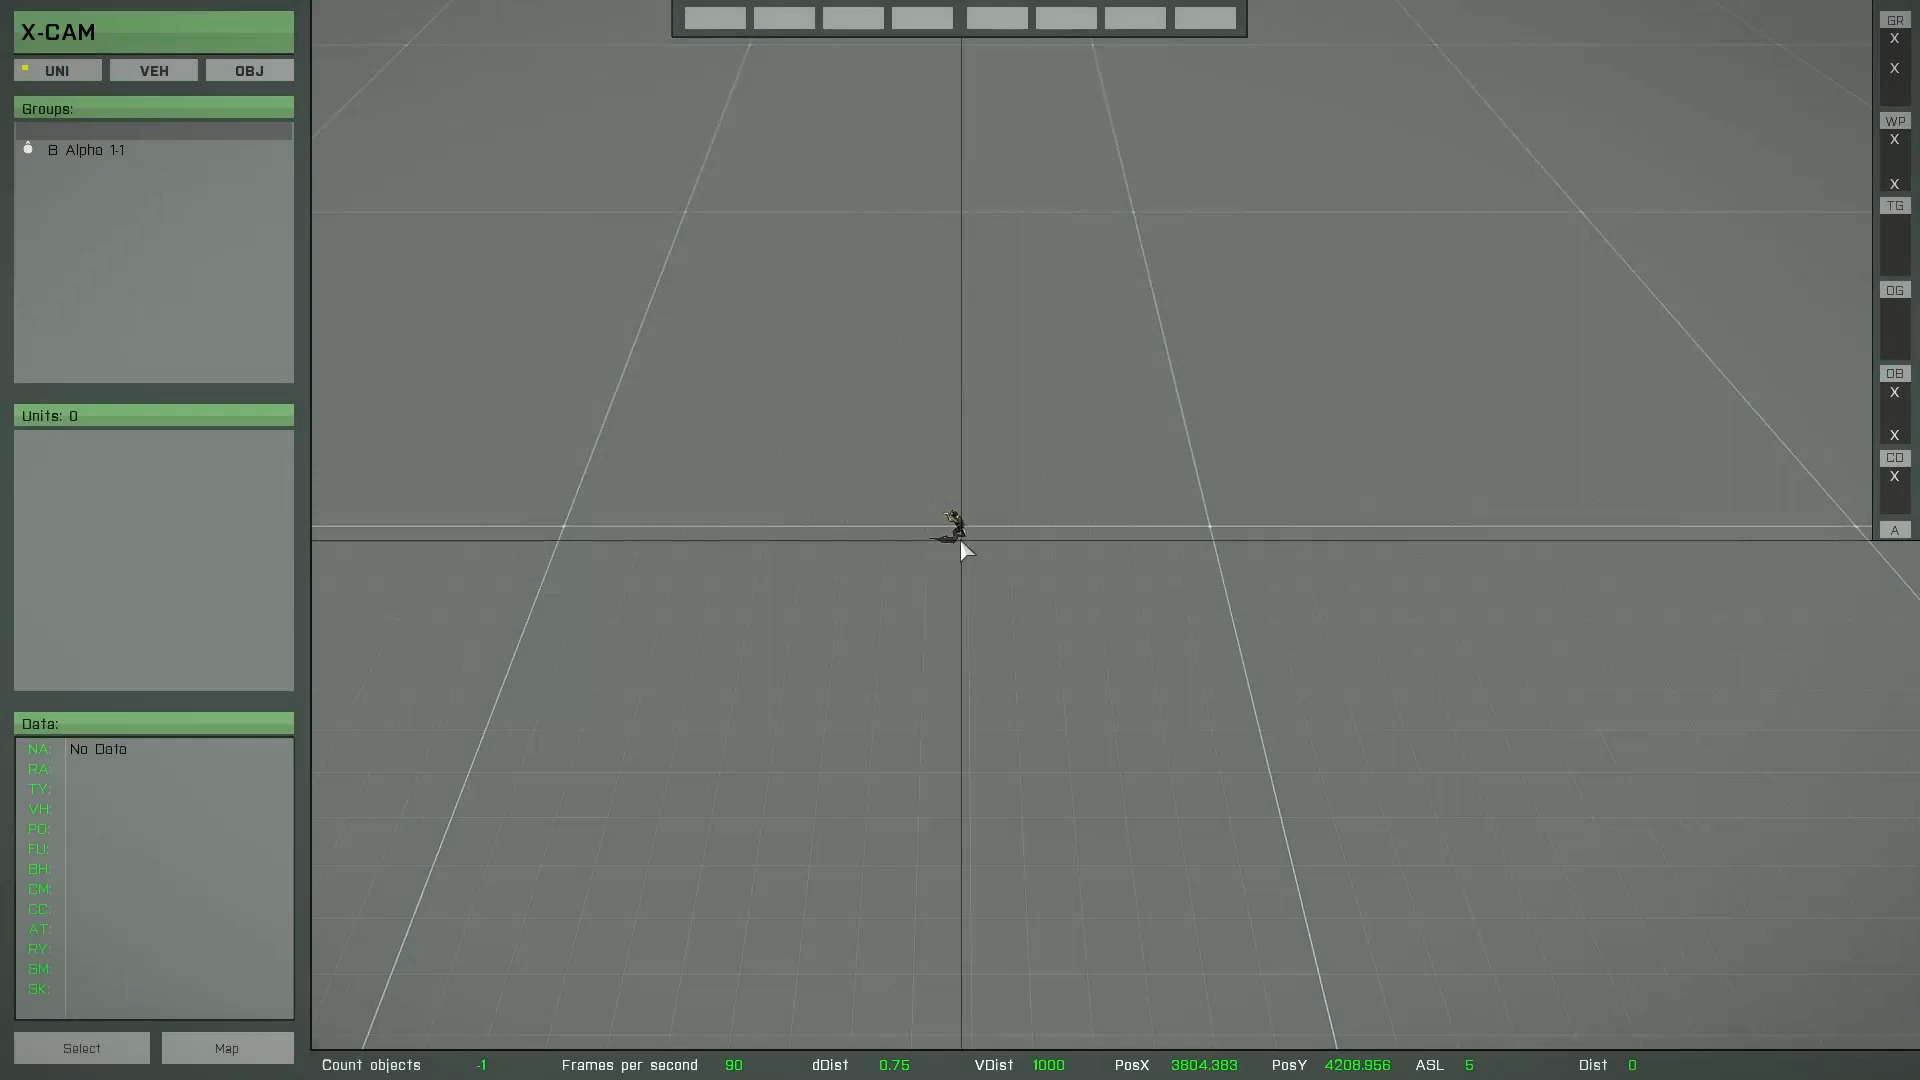 X-CAM
UNI VEH OBJ
Groups:
B Alpha 1-1
Units: 0
Data:
NA: No Data
RA:
TY:
VH:
PO:
FU:
BH:
CM:
CC:
AT:
RY:
SM:
SK:
Select Map
Count objects -1 Frames per second 90 dDist 0.75 VDist 1000 PosX 3804.383 PosY 4208.956 ASL 5 Dist 0
GR
X
X
WP
X
X
TG
OG
OB
X
X
CO
X
A